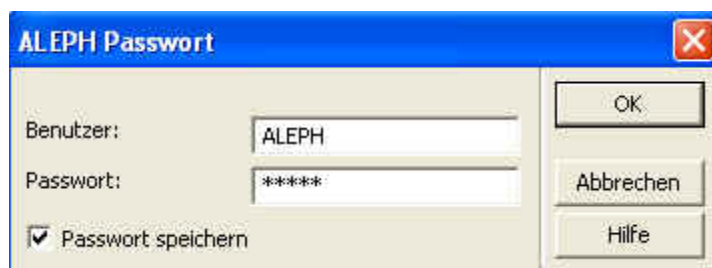 ALEPH Passwort
OK
Benutzer: ALEPH
Passwort: *****
Abbrechen
Passwort speichern
Hilfe